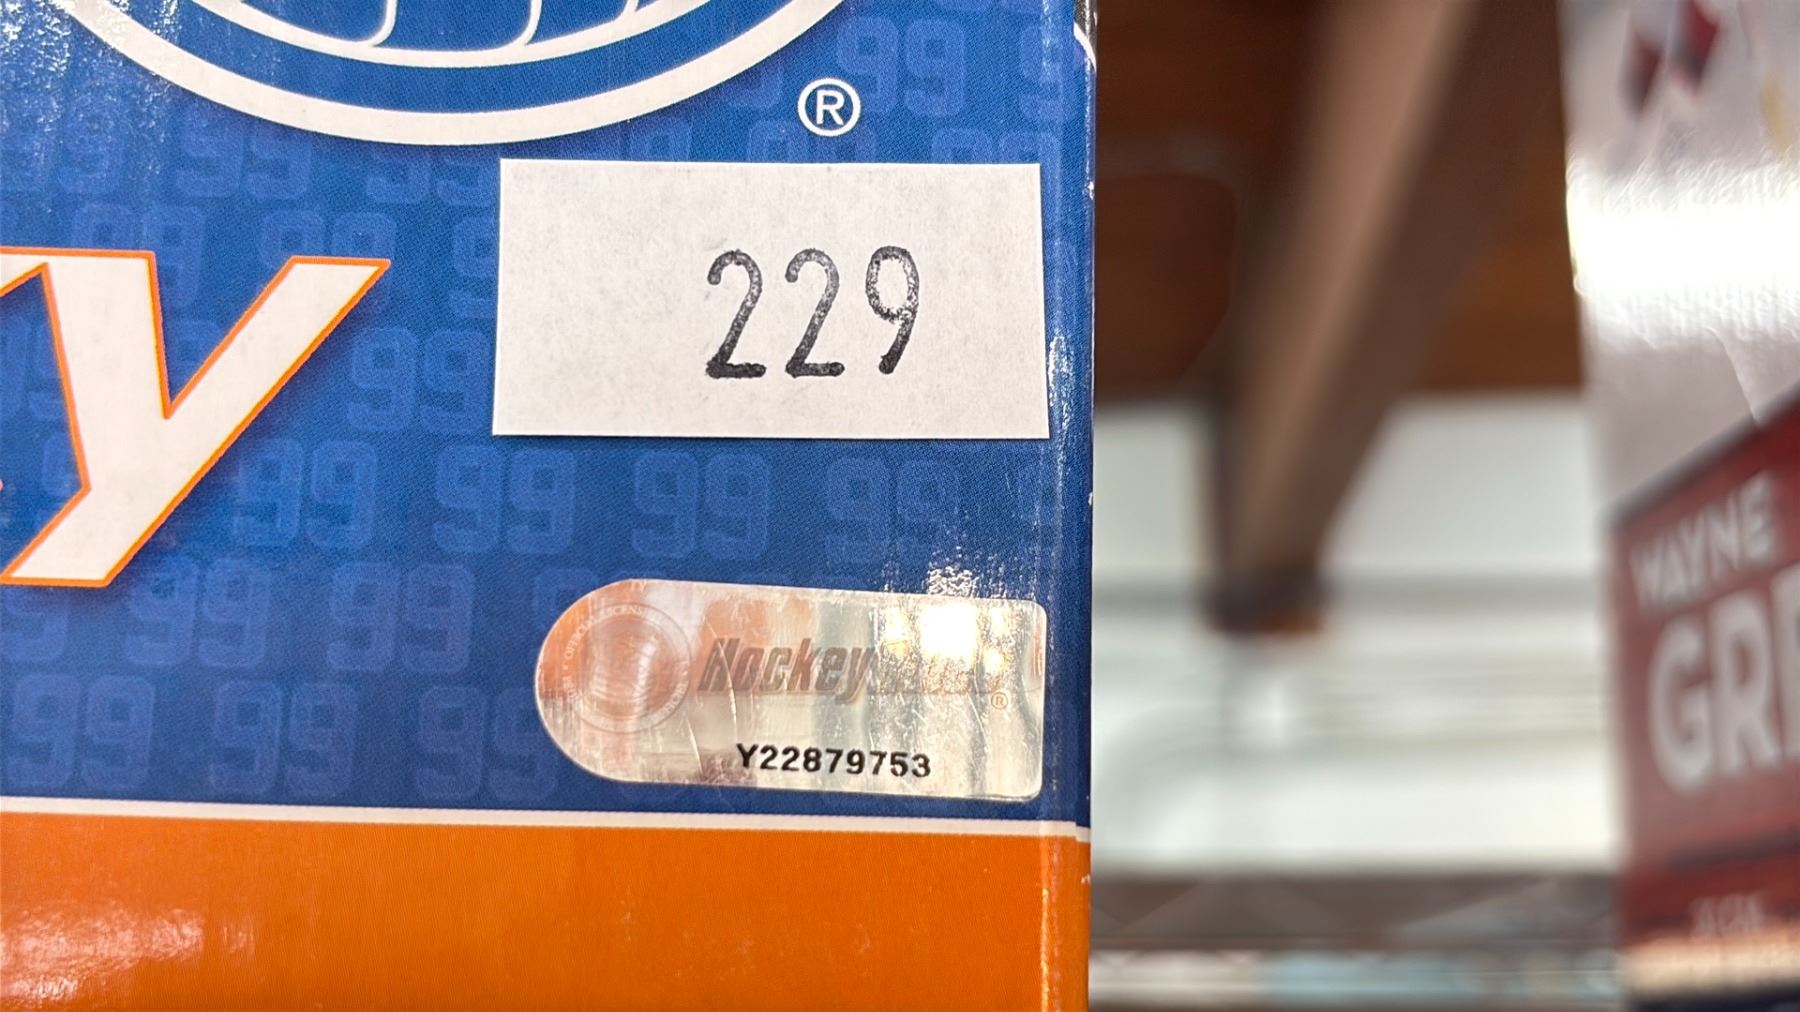 ®
229
y
Hockey
®
Y22879753
WAYNE
GR